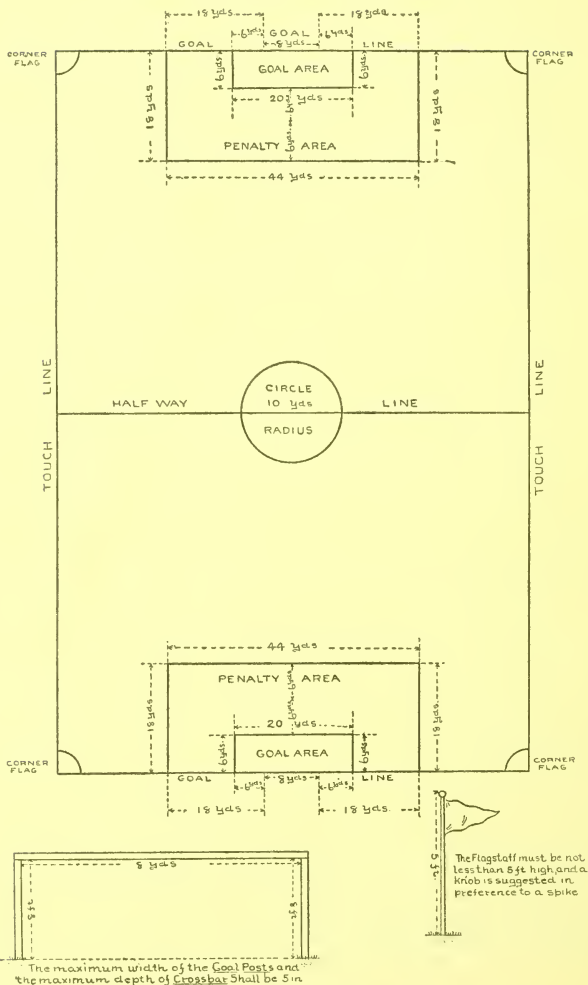 18 yds
GOAL
18 yds
6 yds
6 yds
GOAL
8 yds
LINE
CORNER
FLAG
CORNER
FLAG
GOAL AREA
6 yds
6 yds
20 yds
18 yds
18 yds
6 yds
PENALTY AREA
44 yds
LINE
LINE
CIRCLE
HALF WAY
10 yds
LINE
RADIUS
TOUCH
TOUCH
44 yds
PENALTY AREA
6 yds
18 yds
18 yds
20 yds
GOAL AREA
6 yds
6 yds
CORNER
FLAG
CORNER
FLAG
GOAL
8 yds
LINE
6 yds
6 yds
18 yds
18 yds
8 yds
8 ft
8 ft
The maximum width of the Goal Posts and
the maximum depth of Crossbar Shall be 5 in
5 ft.
The Flagstaff must be not
less than 5 ft high, and a
knob is suggested in
preference to a spike